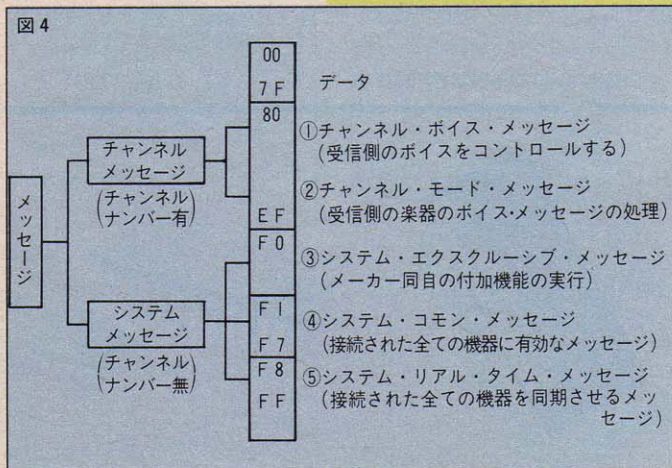 図4
00
7F
データ
80
①チャンネル・ボイス・メッセージ
(受信側のボイスをコントロールする)
チャンネル
メッセージ
(チャンネル
ナンバー有)
②チャンネル・モード・メッセージ
(受信側の楽器のボイス・メッセージの処理)
EF
メッセージ
F0
③システム・エクスクルーシブ・メッセージ
(メーカー同自の付加機能の実行)
システム
メッセージ
(チャンネル
ナンバー無)
F1
F7
④システム・コモン・メッセージ
(接続された全ての機器に有効なメッセージ)
F8
FF
⑤システム・リアル・タイム・メッセージ
(接続された全ての機器を同期させるメッ
セージ)